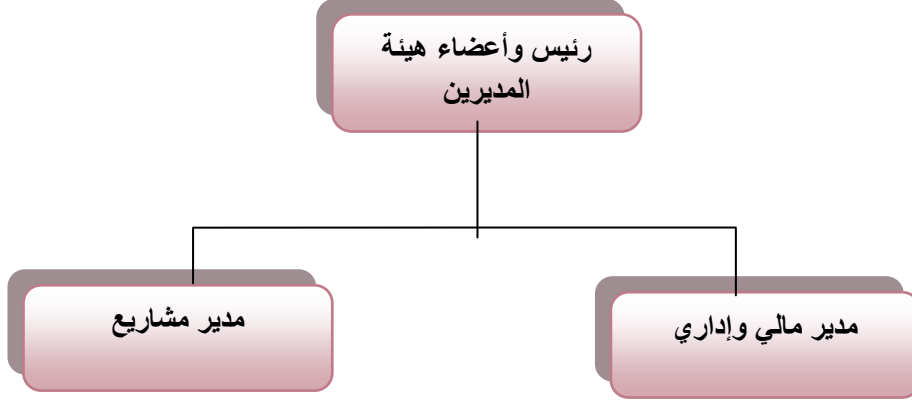 رئيس وأعضاء هيئة
المديرين
مدير مالي وإداري
مدير مشاريع